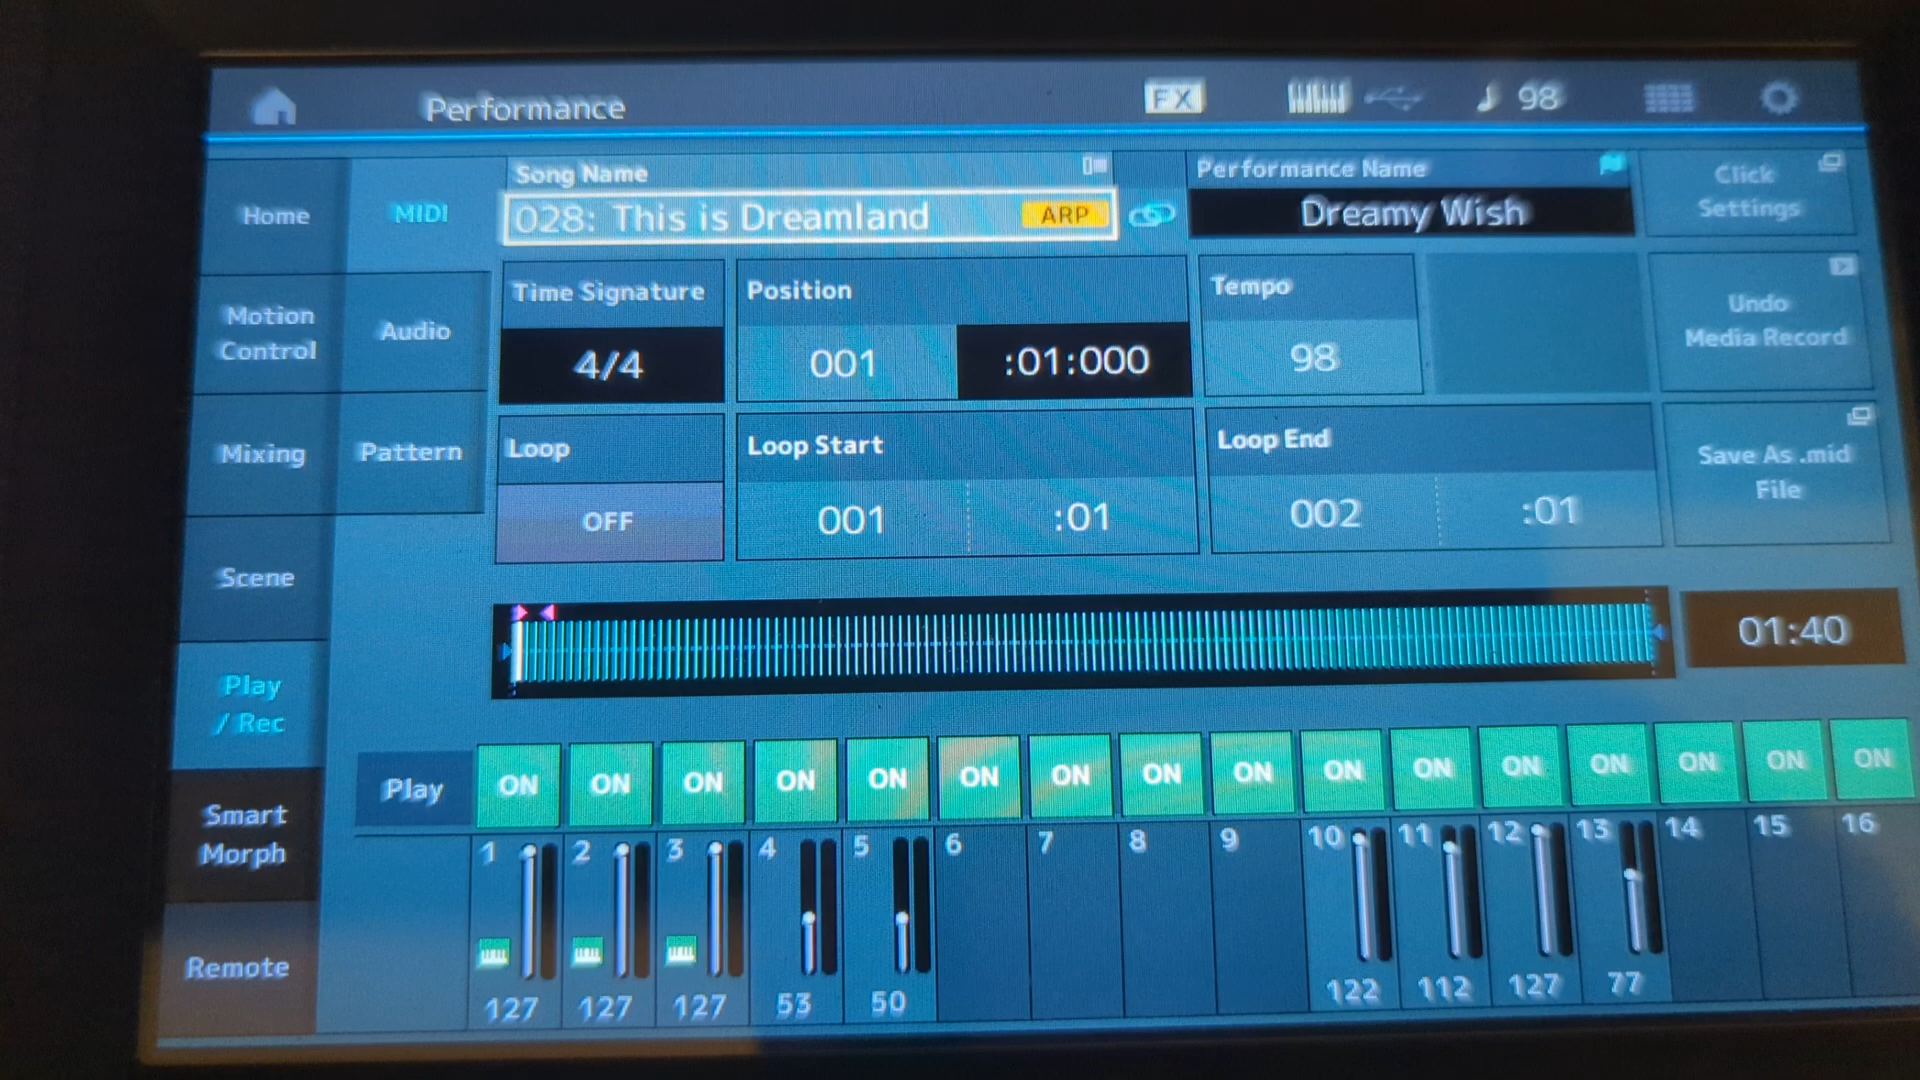 Performance
FX
98
Home
MIDI
Song Name
028: This is Dreamland
ARP
Performance Name
Dreamy Wish
Click
Settings
Motion
Control
Audio
Time Signature
4/4
Position
001
:01:000
Tempo
98
Undo
Media Record
Mixing
Pattern
Loop
OFF
Loop Start
001
:01
Loop End
002
:01
Save As .mid
File
Scene
Play
/ Rec
01:40
Smart
Morph
Remote
Play
ON ON ON ON ON ON ON ON ON ON ON ON ON ON ON ON
1 2 3 4 5 6 7 8 9 10 11 12 13 14 15 16
127 127 127 53 50 122 112 127 77